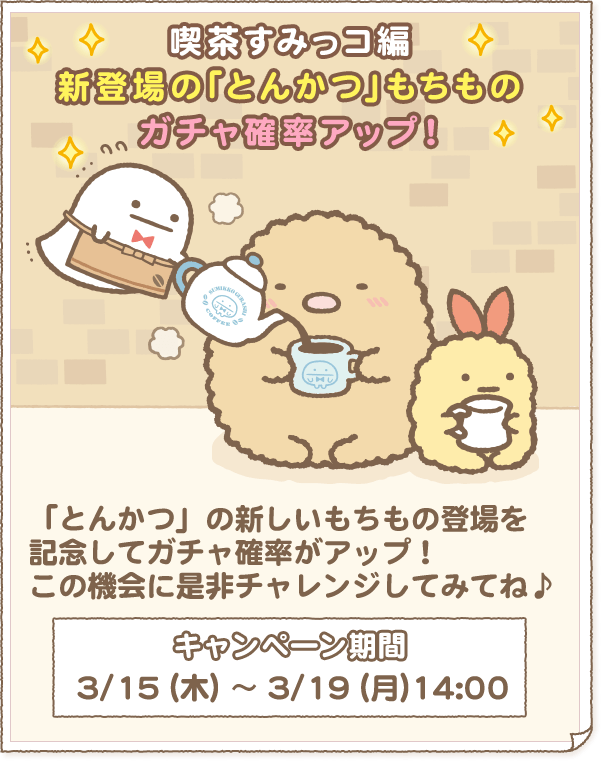 喫茶すみっコ編
新登場の「とんかつ」もちもの
ガチャ確率アップ！
SUMIKKOGURASHI
COFFEE
「とんかつ」の新しいもちもの登場を
記念してガチャ確率がアップ！
この機会に是非チャレンジしてみてね♪
キャンペーン期間
3/15 (木) ～ 3/19 (月)14:00